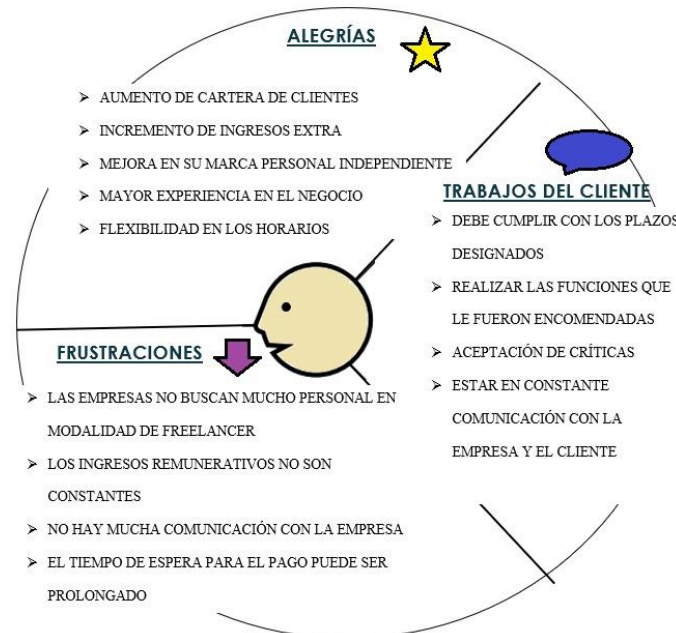 ALEGRÍAS
➢ AUMENTO DE CARTERA DE CLIENTES
➢ INCREMENTO DE INGRESOS EXTRA
➢ MEJORA EN SU MARCA PERSONAL INDEPENDIENTE
➢ MAYOR EXPERIENCIA EN EL NEGOCIO
➢ FLEXIBILIDAD EN LOS HORARIOS
TRABAJOS DEL CLIENTE
➢ DEBE CUMPLIR CON LOS PLAZOS
DESIGNADOS
➢ REALIZAR LAS FUNCIONES QUE
LE FUERON ENCOMENDADAS
➢ ACEPTACIÓN DE CRÍTICAS
➢ ESTAR EN CONSTANTE
COMUNICACIÓN CON LA
EMPRESA Y EL CLIENTE
FRUSTRACIONES
➢ LAS EMPRESAS NO BUSCAN MUCHO PERSONAL EN
MODALIDAD DE FREELANCER
➢ LOS INGRESOS REMUNERATIVOS NO SON
CONSTANTES
➢ NO HAY MUCHA COMUNICACIÓN CON LA EMPRESA
➢ EL TIEMPO DE ESPERA PARA EL PAGO PUEDE SER
PROLONGADO